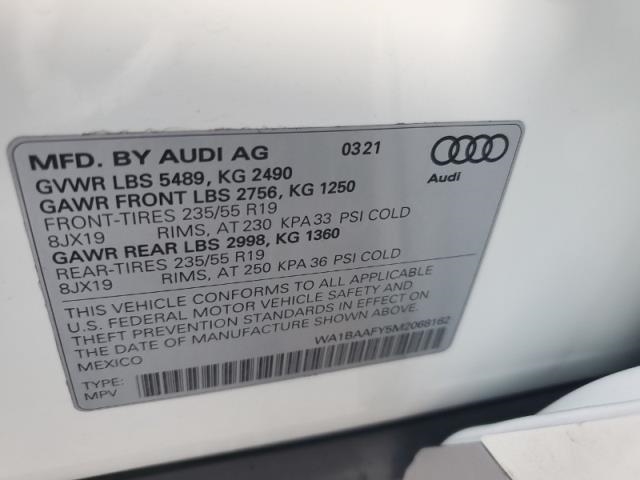 MFD. BY AUDI AG 03.21
GVWR LBS 5489, KG 2490
GAWR FRONT LBS 2756, KG 1250
FRONT-TIRES 235/55 R19
8JX19 RIMS, AT 230 KPA 33 PSI COLD
GAWR REAR LBS 2998, KG 1360
REAR-TIRES 235/55 R19
8JX19 RIMS, AT 250 KPA 36 PSI COLD
THIS VEHICLE CONFORMS TO ALL APPLICABLE
U.S. FEDERAL MOTOR VEHICLE SAFETY AND
THEFT PREVENTION STANDARDS IN EFFECT ON
THE DATE OF MANUFACTURE SHOWN ABOVE.
MEXICO WA1BAAFY5M2068162
TYPE:
MPV
Audi